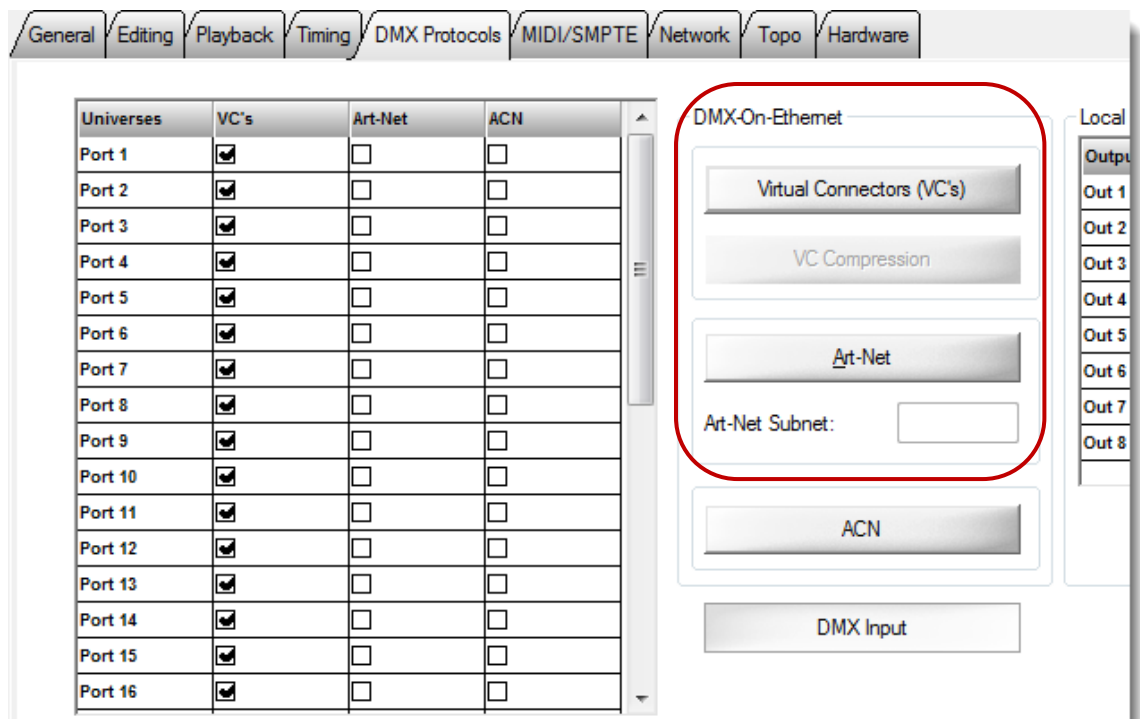 General Editing Playback Timing DMX Protocols MIDI/SMPTE Network Topo Hardware
Universes VC's Art-Net ACN
Port 1
Port 2
Port 3
Port 4
Port 5
Port 6
Port 7
Port 8
Port 9
Port 10
Port 11
Port 12
Port 13
Port 14
Port 15
Port 16
DMX-On-Ethernet
Virtual Connectors (VC's)
VC Compression
Art-Net
Art-Net Subnet:
ACN
DMX Input
Local
Out 1
Out 2
Out 3
Out 4
Out 5
Out 6
Out 7
Out 8